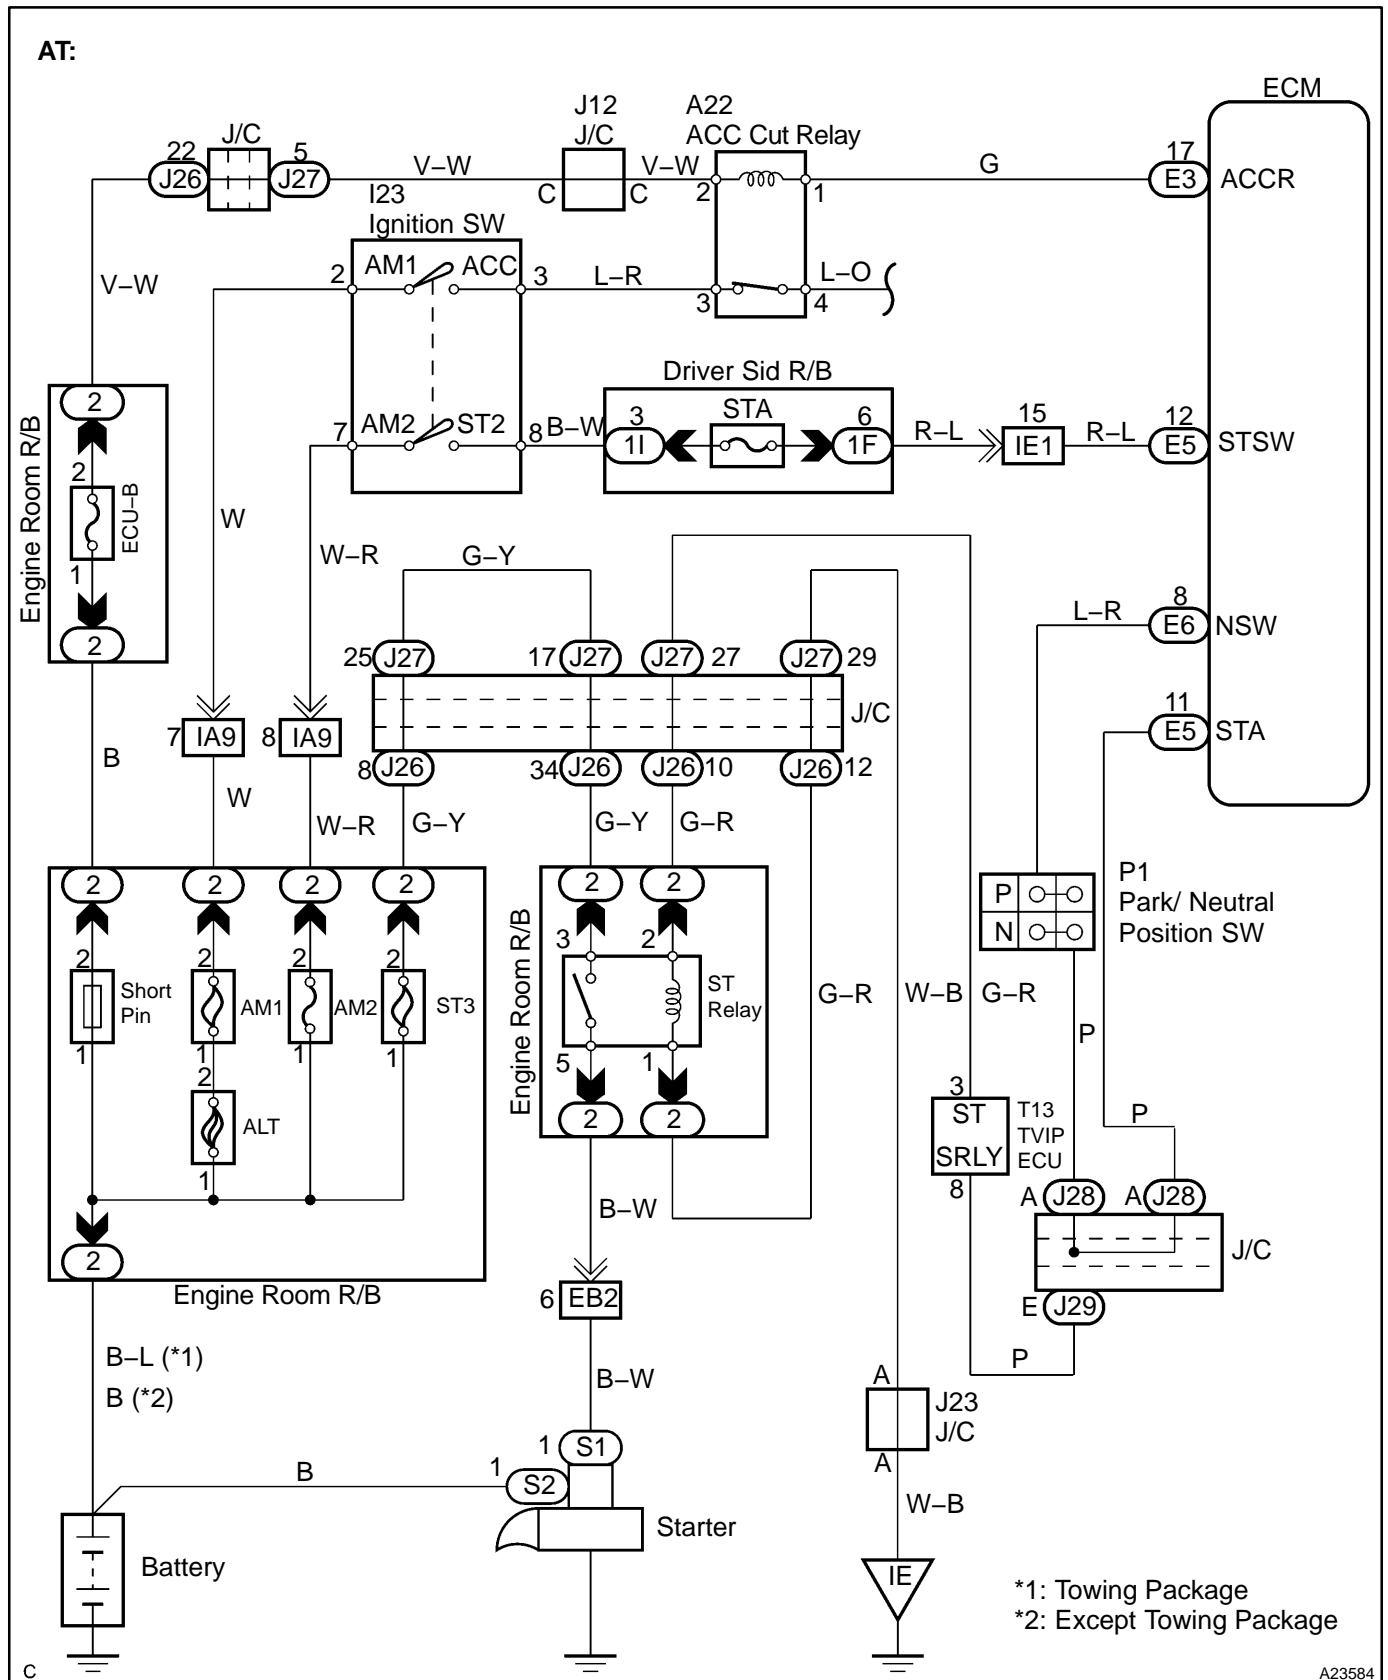 AT:
ECM
J12
J/C
A22
ACC Cut Relay
J/C
22
J26
5
J27
V–W
C
C
V–W
2
1
G
17
E3
ACCR
I23
Ignition SW
V–W
2
AM1
ACC
3
L–R
3
4
L–O
Driver Sid R/B
7
AM2
ST2
8
B–W
3
1I
STA
6
1F
R–L
15
IE1
R–L
12
E5
STSW
Engine Room R/B
2
2
ECU–B
1
2
W
W–R
G–Y
L–R
8
E6
NSW
25
J27
17
J27
J27
27
J27
29
J/C
11
E5
STA
7
IA9
8
IA9
8
J26
34
J26
J26
10
J26
12
B
W
W–R
G–Y
G–Y
G–R
P1
Park/ Neutral
Position SW
P
N
2
2
2
2
2
2
Engine Room R/B
3
2
ST
Relay
5
1
2
2
2
Short
Pin
1
2
AM1
1
2
AM2
1
2
ST3
1
2
ALT
1
2
Engine Room R/B
G–R
W–B
G–R
P
3
ST
SRLY
8
T13
TVIP
ECU
P
A
J28
A
J28
J/C
E
J29
P
B–W
6
EB2
B–W
B–L (*1)
B (*2)
A
J23
J/C
A
W–B
1
S1
1
S2
B
Starter
Battery
IE
*1: Towing Package
*2: Except Towing Package
C
A23584